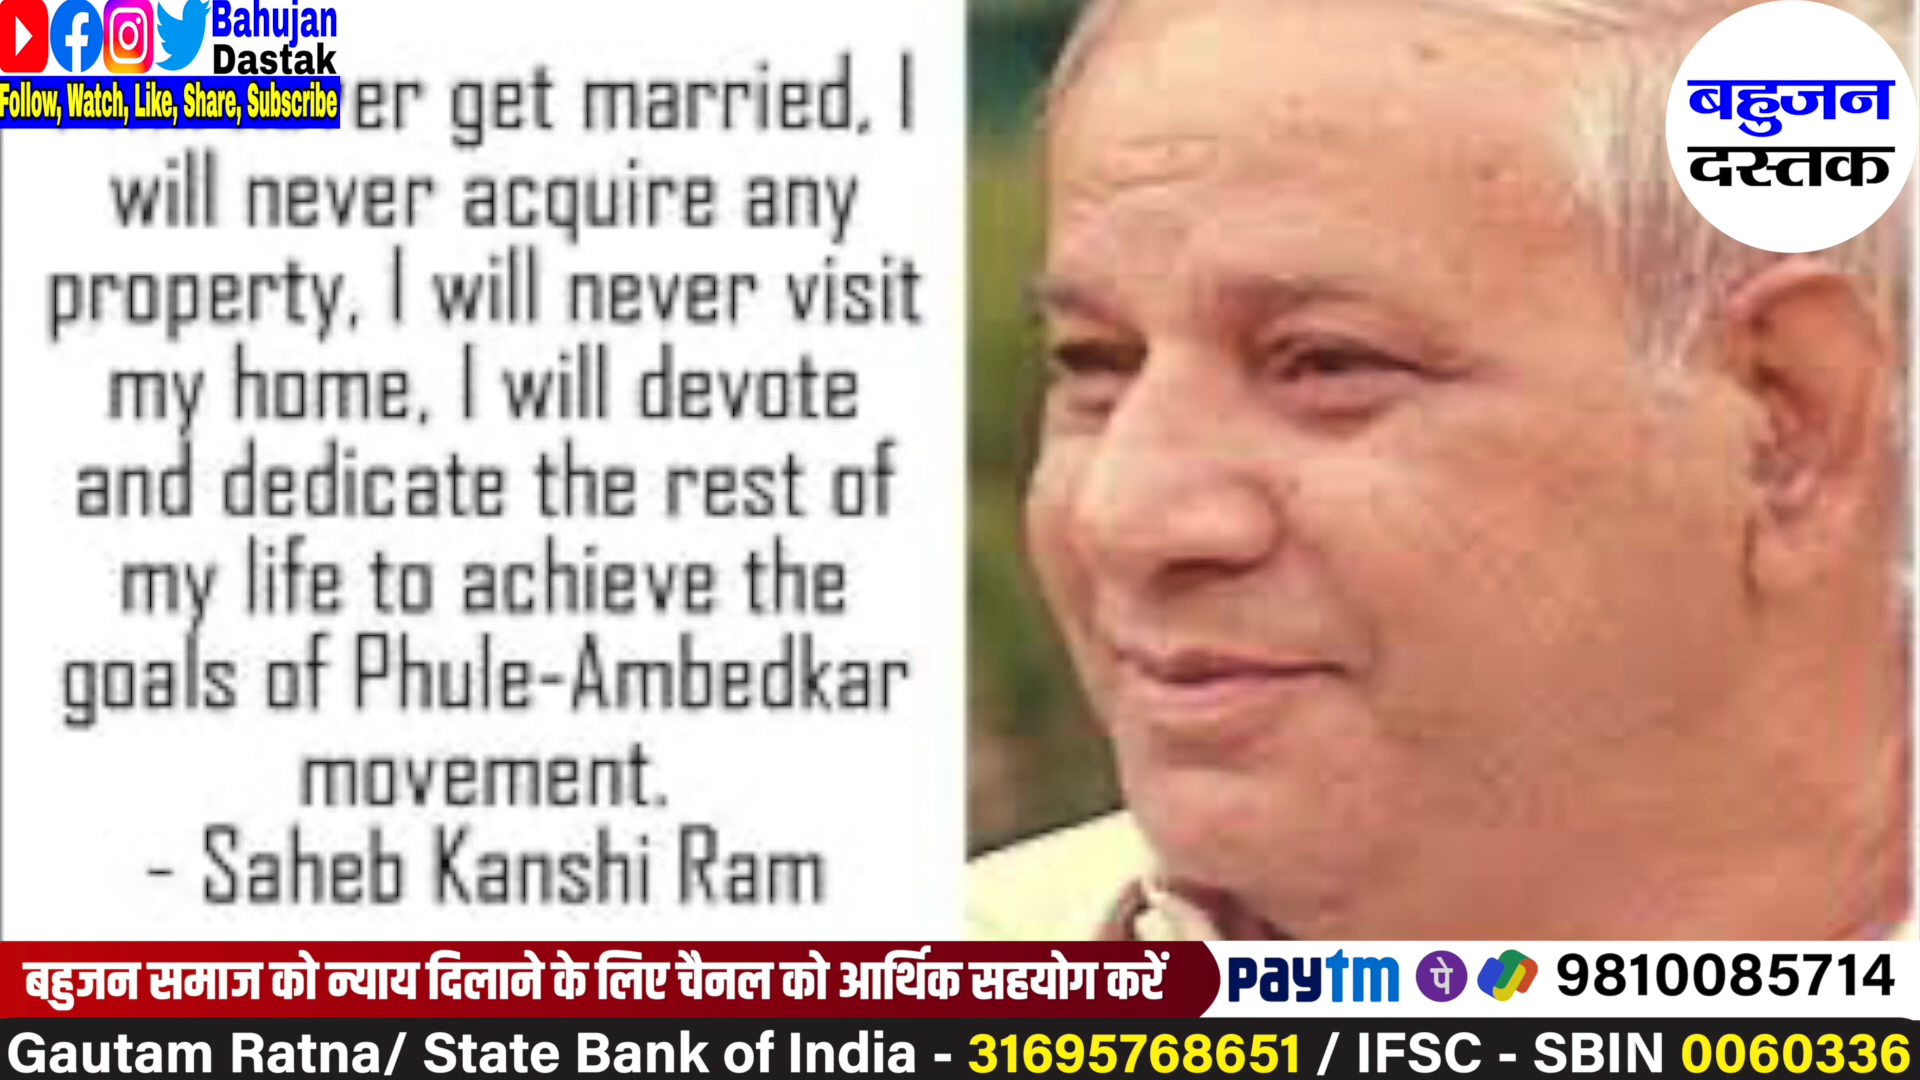 Bahujan
Dastak
Follow, Watch, Like, Share, Subscribe
er get married, I
will never acquire any
property, I will never visit
my home, I will devote
and dedicate the rest of
my life to achieve the
goals of Phule-Ambedkar
movement.
- Saheb Kanshi Ram
बहुजन
दस्तक
बहुजन समाज को न्याय दिलाने के लिए चैनल को आर्थिक सहयोग करें paytm पे 9810085714
Gautam Ratna/ State Bank of India - 31695768651 / IFSC - SBIN 0060336